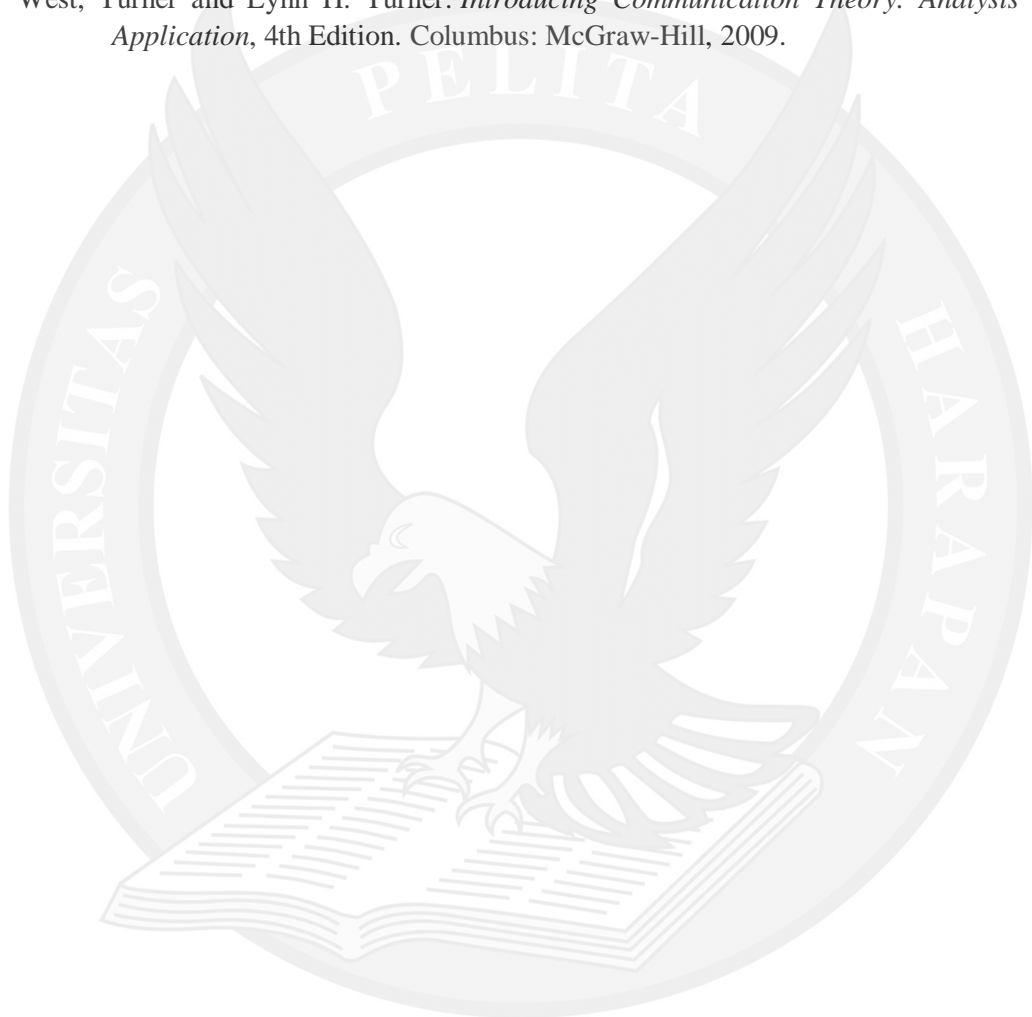 West, Turner and Lynn H. Turner. Introducing Communication Theory: Analysis
Application, 4th Edition. Columbus: McGraw-Hill, 2009.
UNIVERSITAS PELITA HARAPAN